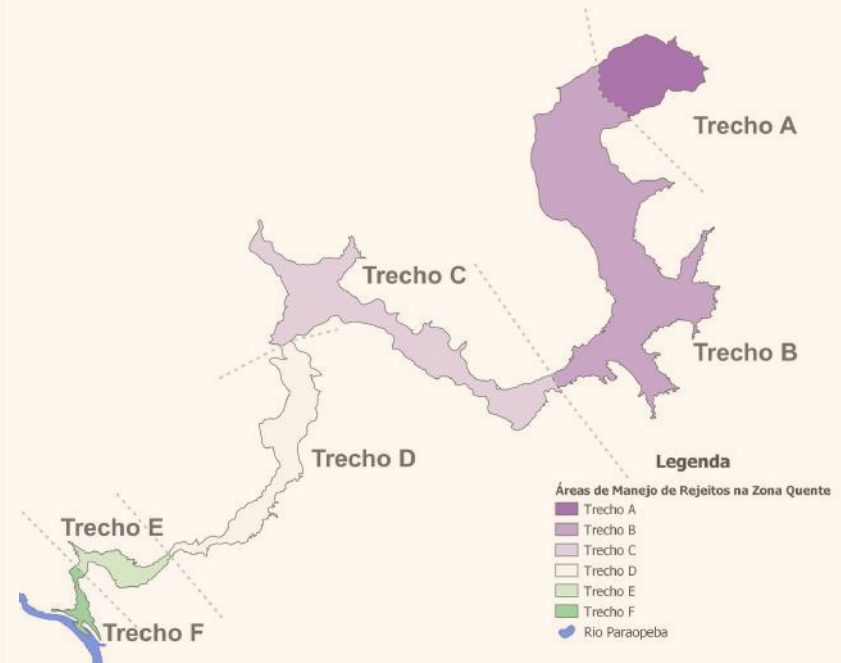 Trecho A
Trecho C
Trecho B
Trecho D
Trecho E
Trecho F
Legenda
Áreas de Manejo de Rejeitos na Zona Quente
Trecho A
Trecho B
Trecho C
Trecho D
Trecho E
Trecho F
Rio Paraopeba